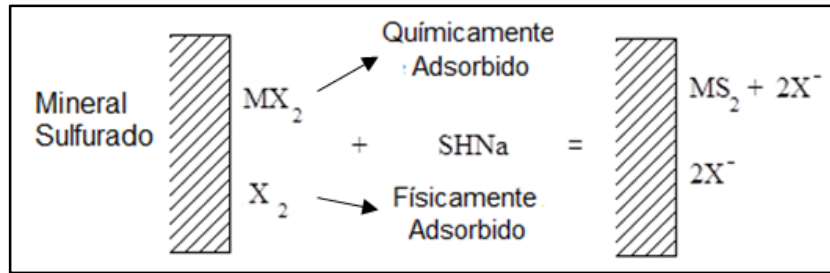 Químicamente
Adsorbido
Mineral
Sulfurado
MX₂
+ SHNa =
MS₂ + 2X⁻
X₂
Físicamente
Adsorbido
2X⁻